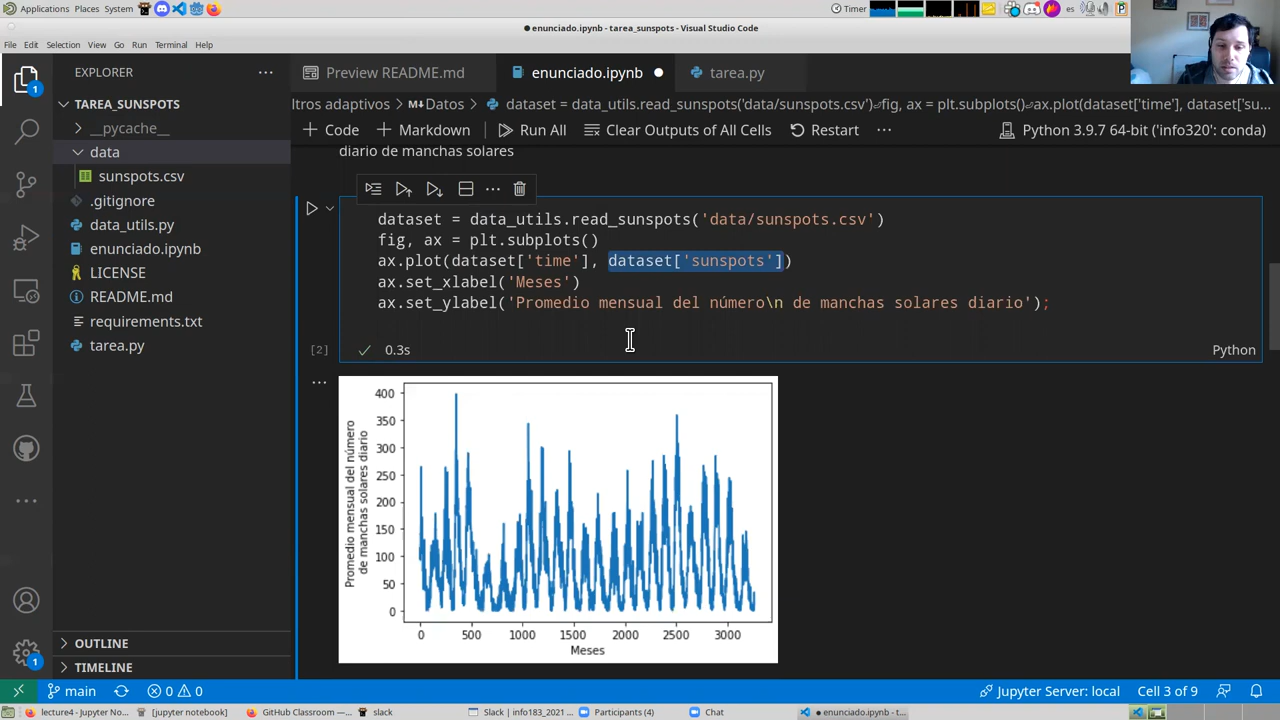 Applications Places System
Timer
es
enunciado.ipynb - tarea_sunspots - Visual Studio Code
File Edit Selection View Go Run Terminal Help
EXPLORER
Preview README.md
enunciado.ipynb
tarea.py
TAREA_SUNSPOTS
ltros adaptivos > M↓Datos > dataset = data_utils.read_sunspots('data/sunspots.csv')⏎fig, ax = plt.subplots()⏎ax.plot(dataset['time'], dataset['su...
__pycache__
data
sunspots.csv
.gitignore
data_utils.py
enunciado.ipynb
LICENSE
README.md
requirements.txt
tarea.py
+ Code + Markdown Run All Clear Outputs of All Cells Restart ... Python 3.9.7 64-bit ('info320': conda)
diario de manchas solares
dataset = data_utils.read_sunspots('data/sunspots.csv')
fig, ax = plt.subplots()
ax.plot(dataset['time'], dataset['sunspots'])
ax.set_xlabel('Meses')
ax.set_ylabel('Promedio mensual del número\n de manchas solares diario');
[2] 0.3s Python
Promedio mensual del número
de manchas solares diario
400
350
300
250
200
150
100
50
0
0 500 1000 1500 2000 2500 3000
Meses
OUTLINE
TIMELINE
1
1
main 0 0 Jupyter Server: local Cell 3 of 9
lecture4 - Jupyter No... [jupyter notebook] GitHub Classroom —... slack Slack | info183_2021 ... Participants (4) Chat enunciado.ipynb - t...